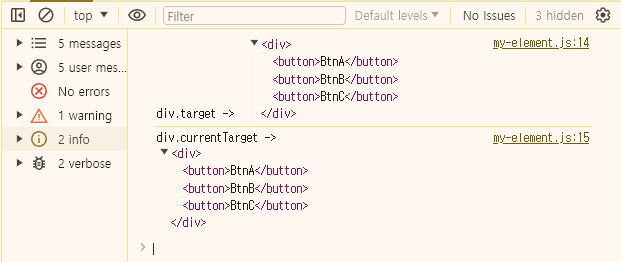 top
Filter
Default levels
No Issues
3 hidden
5 messages
5 user mes...
No errors
1 warning
2 info
2 verbose
my-element.js:14
<div>
<button>BtnA</button>
<button>BtnB</button>
<button>BtnC</button>
div.target -> </div>
div.currentTarget -> my-element.js:15
<div>
<button>BtnA</button>
<button>BtnB</button>
<button>BtnC</button>
</div>